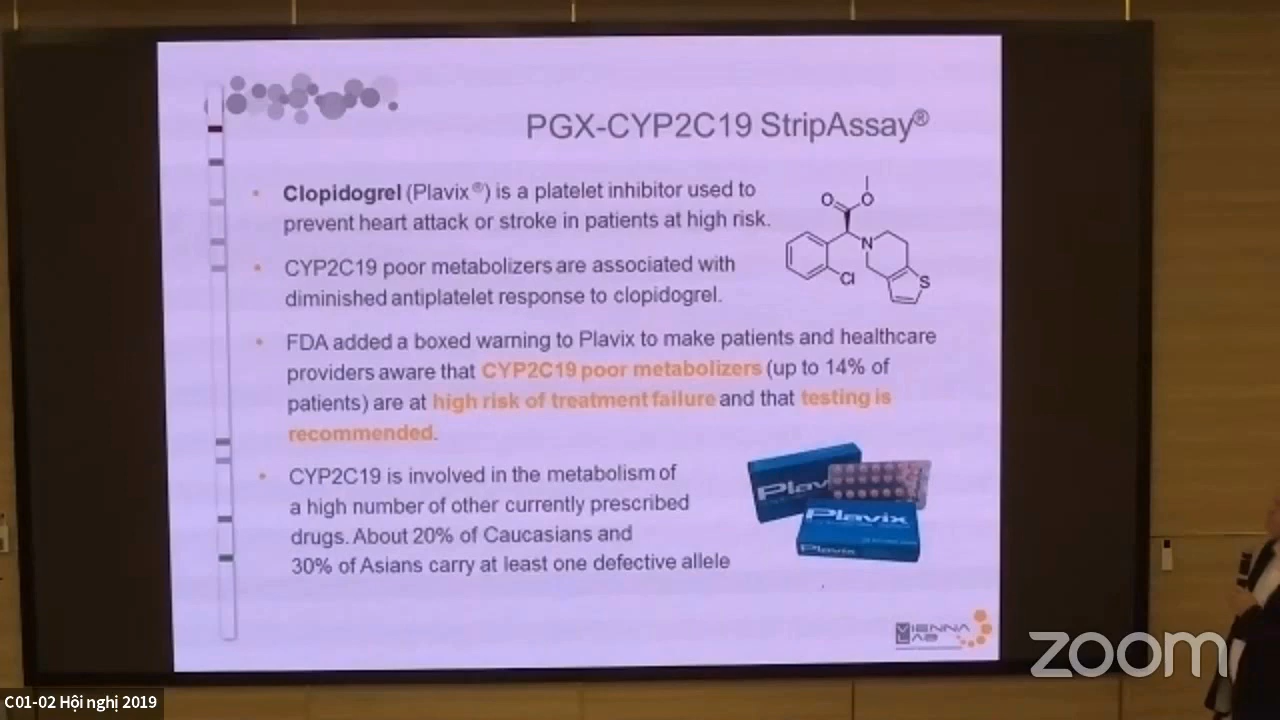 PGX-CYP2C19 StripAssay®
• Clopidogrel (Plavix®) is a platelet inhibitor used to
prevent heart attack or stroke in patients at high risk.
• CYP2C19 poor metabolizers are associated with
diminished antiplatelet response to clopidogrel.
• FDA added a boxed warning to Plavix to make patients and healthcare
providers aware that CYP2C19 poor metabolizers (up to 14% of
patients) are at high risk of treatment failure and that testing is
recommended.
• CYP2C19 is involved in the metabolism of
a high number of other currently prescribed
drugs. About 20% of Caucasians and
30% of Asians carry at least one defective allele
O
O
N
Cl
S
Plavix
Plavix
Plavix
VIENNA
LAB
zoom
C01-02 Hội nghị 2019